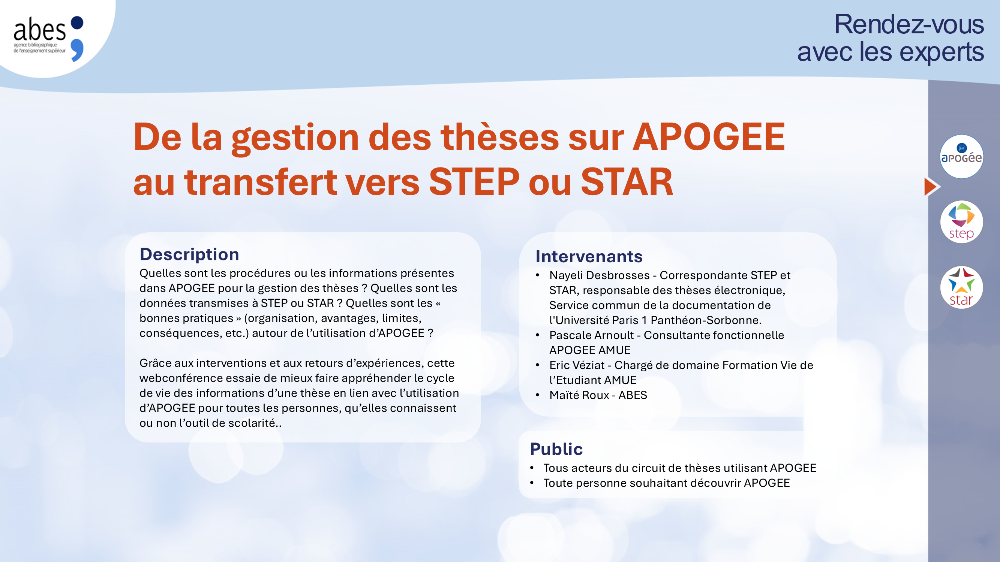 abes
agence bibliographique
de l'enseignement supérieur
Rendez-vous
avec les experts
De la gestion des thèses sur APOGEE
au transfert vers STEP ou STAR
Description
Quelles sont les procédures ou les informations présentes
dans APOGEE pour la gestion des thèses ? Quelles sont les
données transmises à STEP ou STAR ? Quelles sont les «
bonnes pratiques » (organisation, avantages, limites,
conséquences, etc.) autour de l’utilisation d’APOGEE ?
Grâce aux interventions et aux retours d’expériences, cette
webconférence essaie de mieux faire appréhender le cycle
de vie des informations d’une thèse en lien avec l’utilisation
d’APOGEE pour toutes les personnes, qu’elles connaissent
ou non l’outil de scolarité..
Intervenants
• Nayeli Desbrosses - Correspondante STEP et
STAR, responsable des thèses électronique,
Service commun de la documentation de
l'Université Paris 1 Panthéon-Sorbonne.
• Pascale Arnoult - Consultante fonctionnelle
APOGEE AMUE
• Eric Véziat - Chargé de domaine Formation Vie de
l’Etudiant AMUE
• Maïté Roux - ABES
Public
• Tous acteurs du circuit de thèses utilisant APOGEE
• Toute personne souhaitant découvrir APOGEE
apogée
step
star